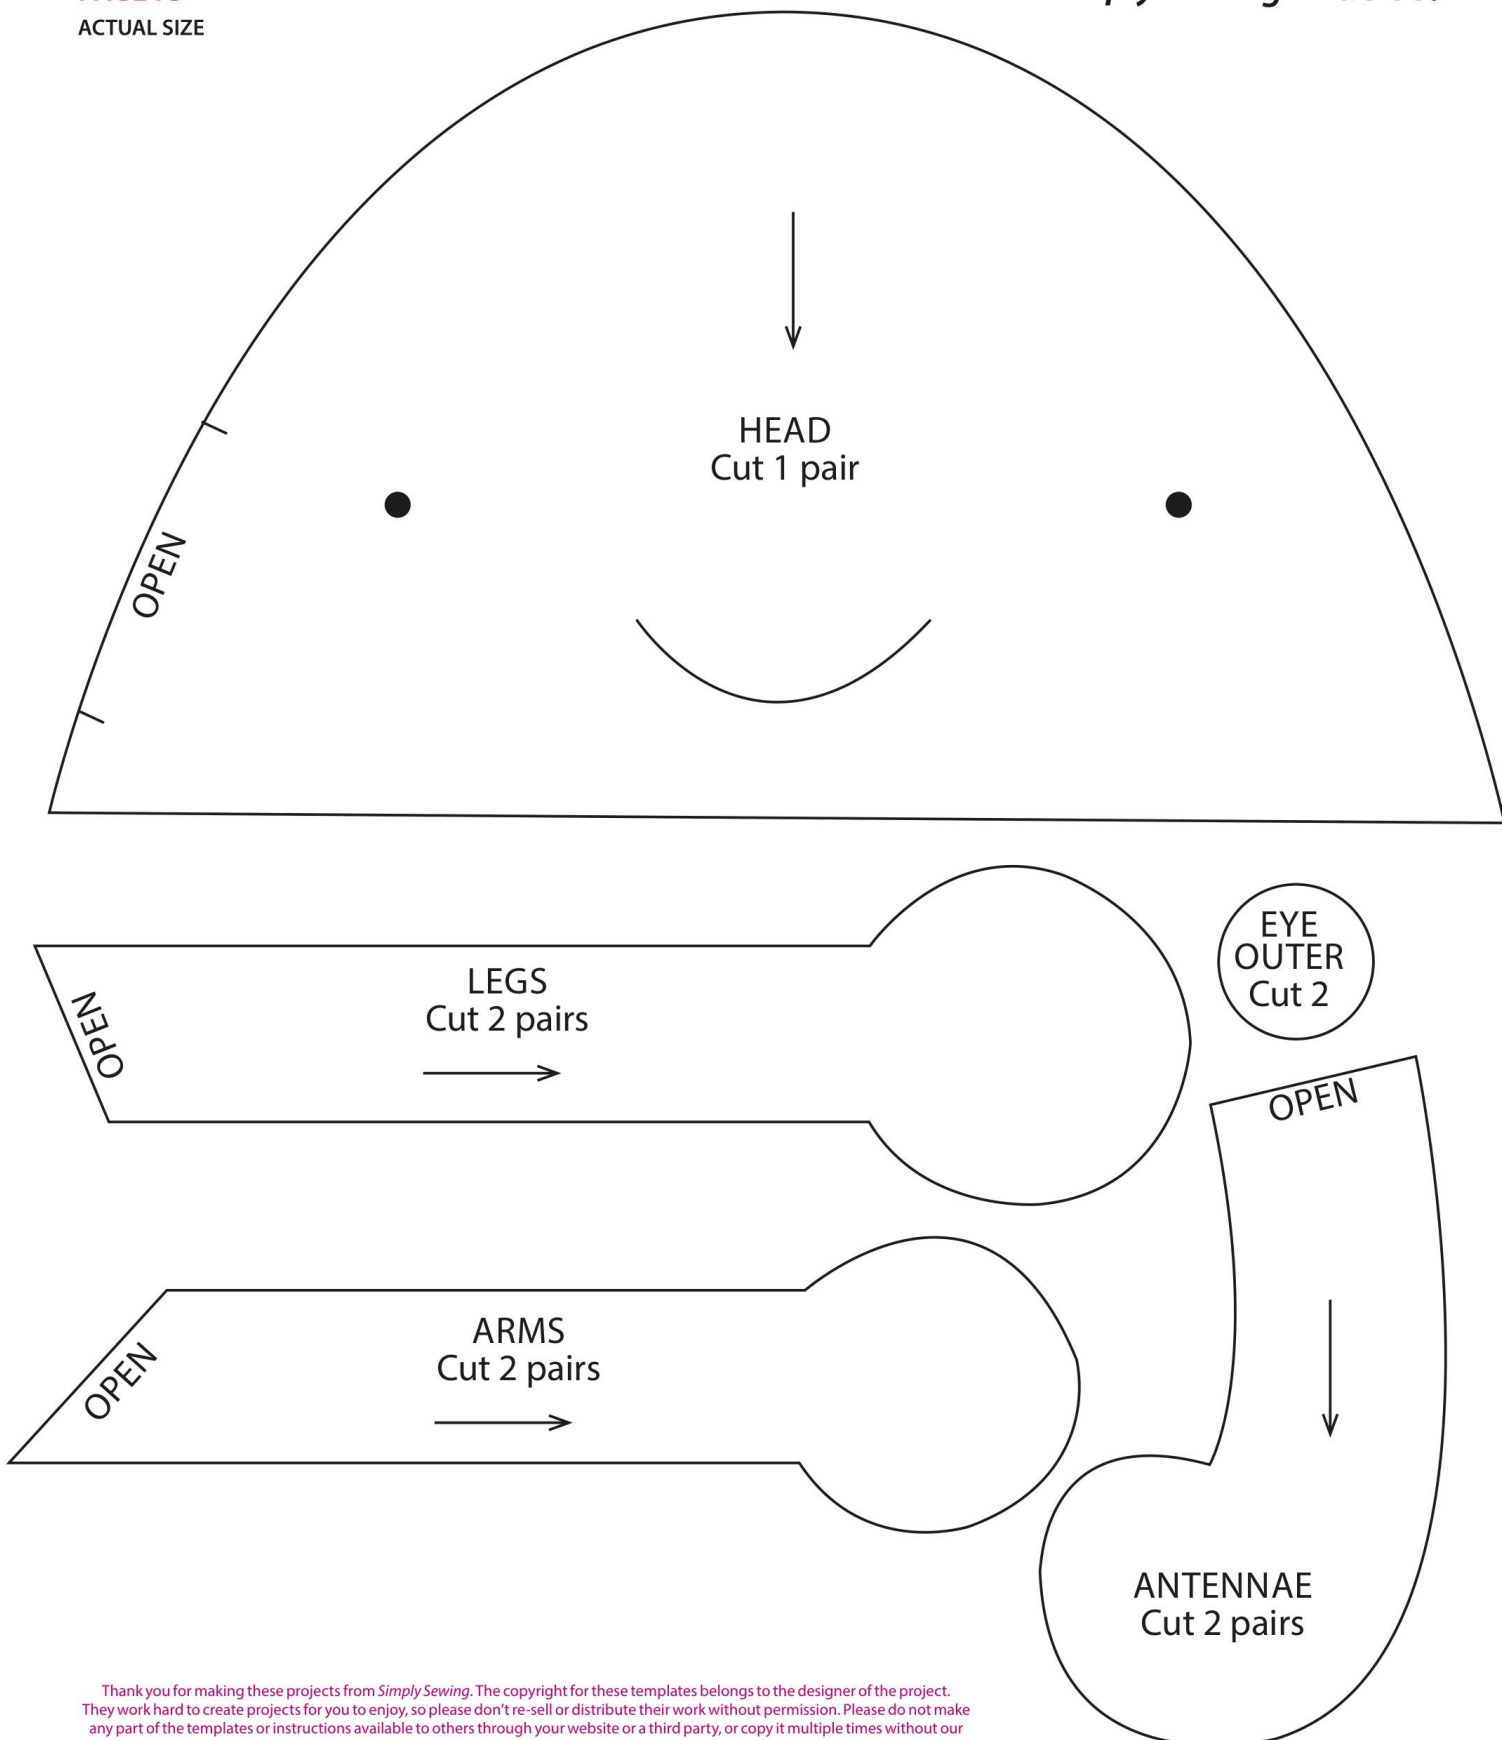 ACTUAL SIZE
HEAD
Cut 1 pair
OPEN
LEGS
Cut 2 pairs
OPEN
EYE
OUTER
Cut 2
OPEN
ARMS
Cut 2 pairs
OPEN
ANTENNAE
Cut 2 pairs
Thank you for making these projects from Simply Sewing. The copyright for these templates belongs to the designer of the project.
They work hard to create projects for you to enjoy, so please don’t re-sell or distribute their work without permission. Please do not make
any part of the templates or instructions available to others through your website or a third party, or copy it multiple times without our